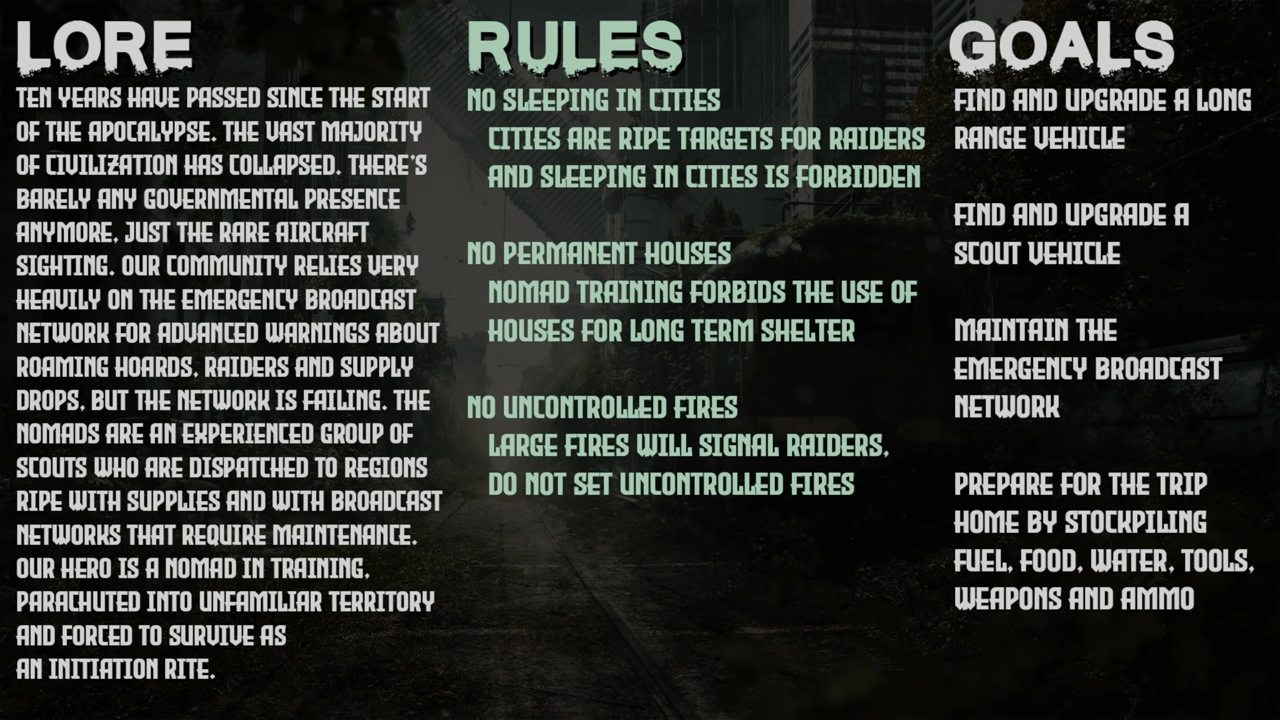 LORE
TEN YEARS HAVE PASSED SINCE THE START
OF THE APOCALYPSE. THE VAST MAJORITY
OF CIVILIZATION HAS COLLAPSED. THERE'S
BARELY ANY GOVERNMENTAL PRESENCE
ANYMORE, JUST THE RARE AIRCRAFT
SIGHTING. OUR COMMUNITY RELIES VERY
HEAVILY ON THE EMERGENCY BROADCAST
NETWORK FOR ADVANCED WARNINGS ABOUT
ROAMING HOARDS, RAIDERS AND SUPPLY
DROPS, BUT THE NETWORK IS FAILING. THE
NOMADS ARE AN EXPERIENCED GROUP OF
SCOUTS WHO ARE DISPATCHED TO REGIONS
RIPE WITH SUPPLIES AND WITH BROADCAST
NETWORKS THAT REQUIRE MAINTENANCE.
OUR HERO IS A NOMAD IN TRAINING,
PARACHUTED INTO UNFAMILIAR TERRITORY
AND FORCED TO SURVIVE AS
AN INITIATION RITE.
RULES
NO SLEEPING IN CITIES
CITIES ARE RIPE TARGETS FOR RAIDERS
AND SLEEPING IN CITIES IS FORBIDDEN
NO PERMANENT HOUSES
NOMAD TRAINING FORBIDS THE USE OF
HOUSES FOR LONG TERM SHELTER
NO UNCONTROLLED FIRES
LARGE FIRES WILL SIGNAL RAIDERS,
DO NOT SET UNCONTROLLED FIRES
GOALS
FIND AND UPGRADE A LONG
RANGE VEHICLE
FIND AND UPGRADE A
SCOUT VEHICLE
MAINTAIN THE
EMERGENCY BROADCAST
NETWORK
PREPARE FOR THE TRIP
HOME BY STOCKPILING
FUEL, FOOD, WATER, TOOLS,
WEAPONS AND AMMO